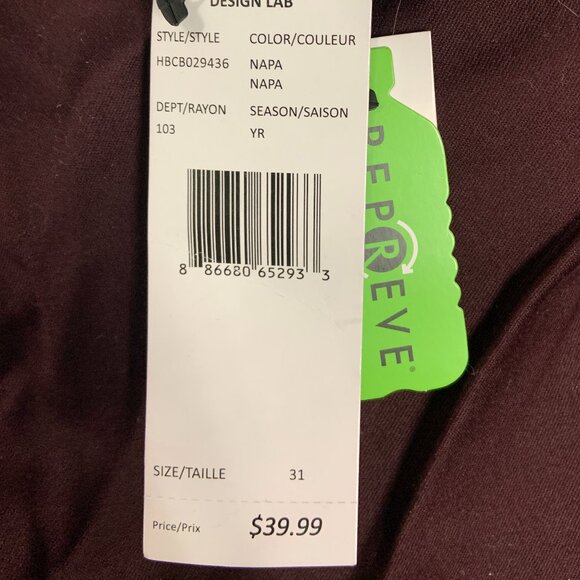 DESIGN LAB
STYLE/STYLE COLOR/COULEUR
HBCB029436 NAPA
NAPA
DEPT/RAYON SEASON/SAISON
103 YR
8 86680 65293 3
SIZE/TAILLE 31
Price/Prix $39.99
REPREVE®